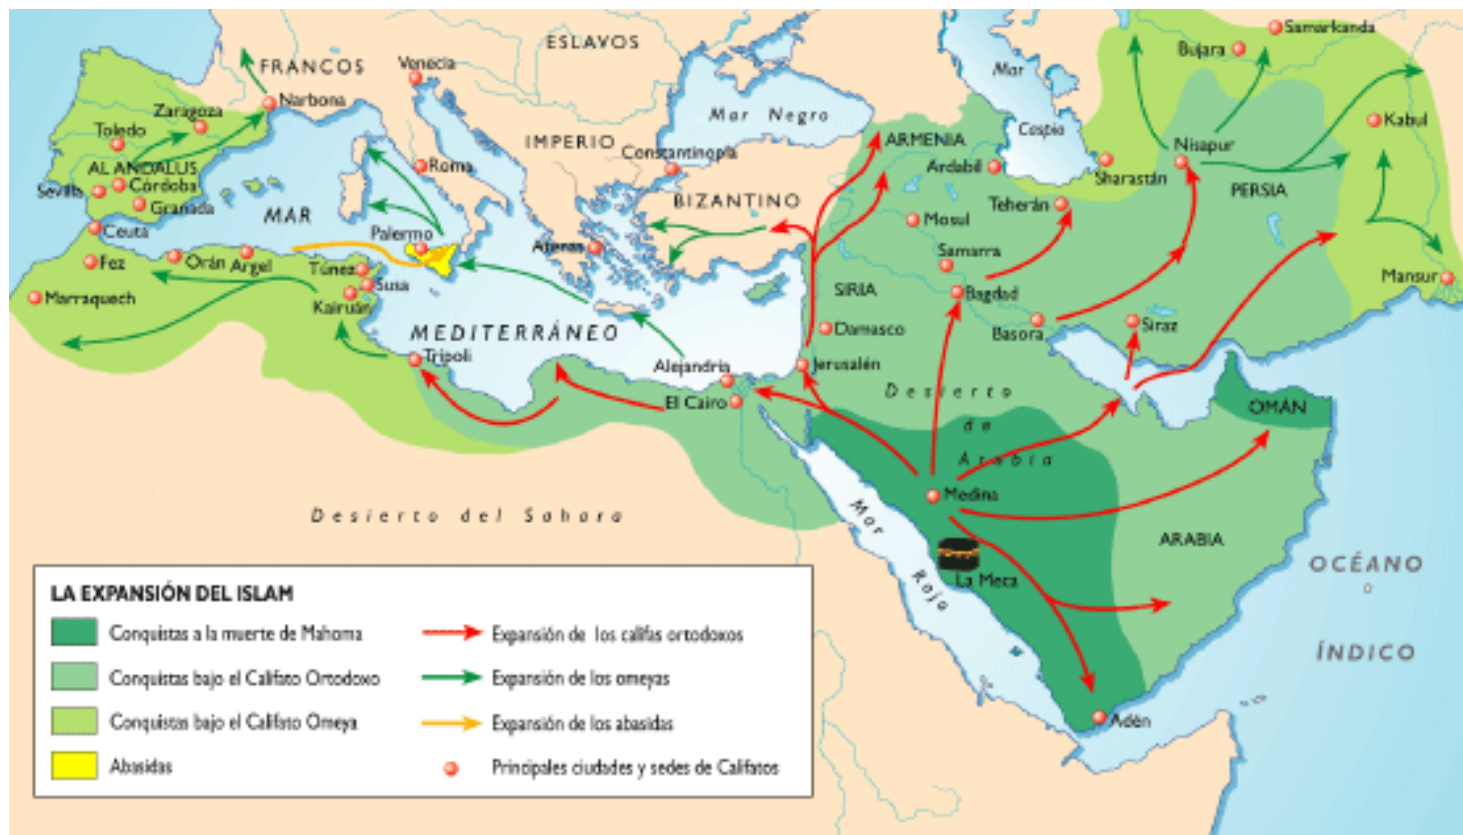 ESLAVOS
FRANCOS
Venecia
Samarkanda
Bujara
Mar
Caspio
Narbona
Zaragoza
Toledo
AL ANDALUS
Córdoba
Sevilla
Granada
Mar Negro
IMPERIO
Constantinopla
Roma
ARMENIA
Ardabil
Kabul
Nisapur
Sharastán
PERSIA
BIZANTINO
Teherán
MAR
Mosul
Ceuta
Palermo
Atenas
Samarra
Fez
Orán
Argel
Túnez
Susa
Kairuán
Marraquech
SIRIA
Bagdad
Mansur
Damasco
Basora
Siraz
MEDITERRÁNEO
Trípoli
Alejandría
Jerusalén
El Cairo
Desierto
de
Arabia
OMÁN
Medina
Desierto del Sahara
Mar
Rojo
ARABIA
La Meca
OCÉANO
ÍNDICO
Adén
LA EXPANSIÓN DEL ISLAM
Conquistas a la muerte de Mahoma
Conquistas bajo el Califato Ortodoxo
Conquistas bajo el Califato Omeya
Abasidas
Expansión de los califas ortodoxos
Expansión de los omeyas
Expansión de los abasidas
Principales ciudades y sedes de Califatos